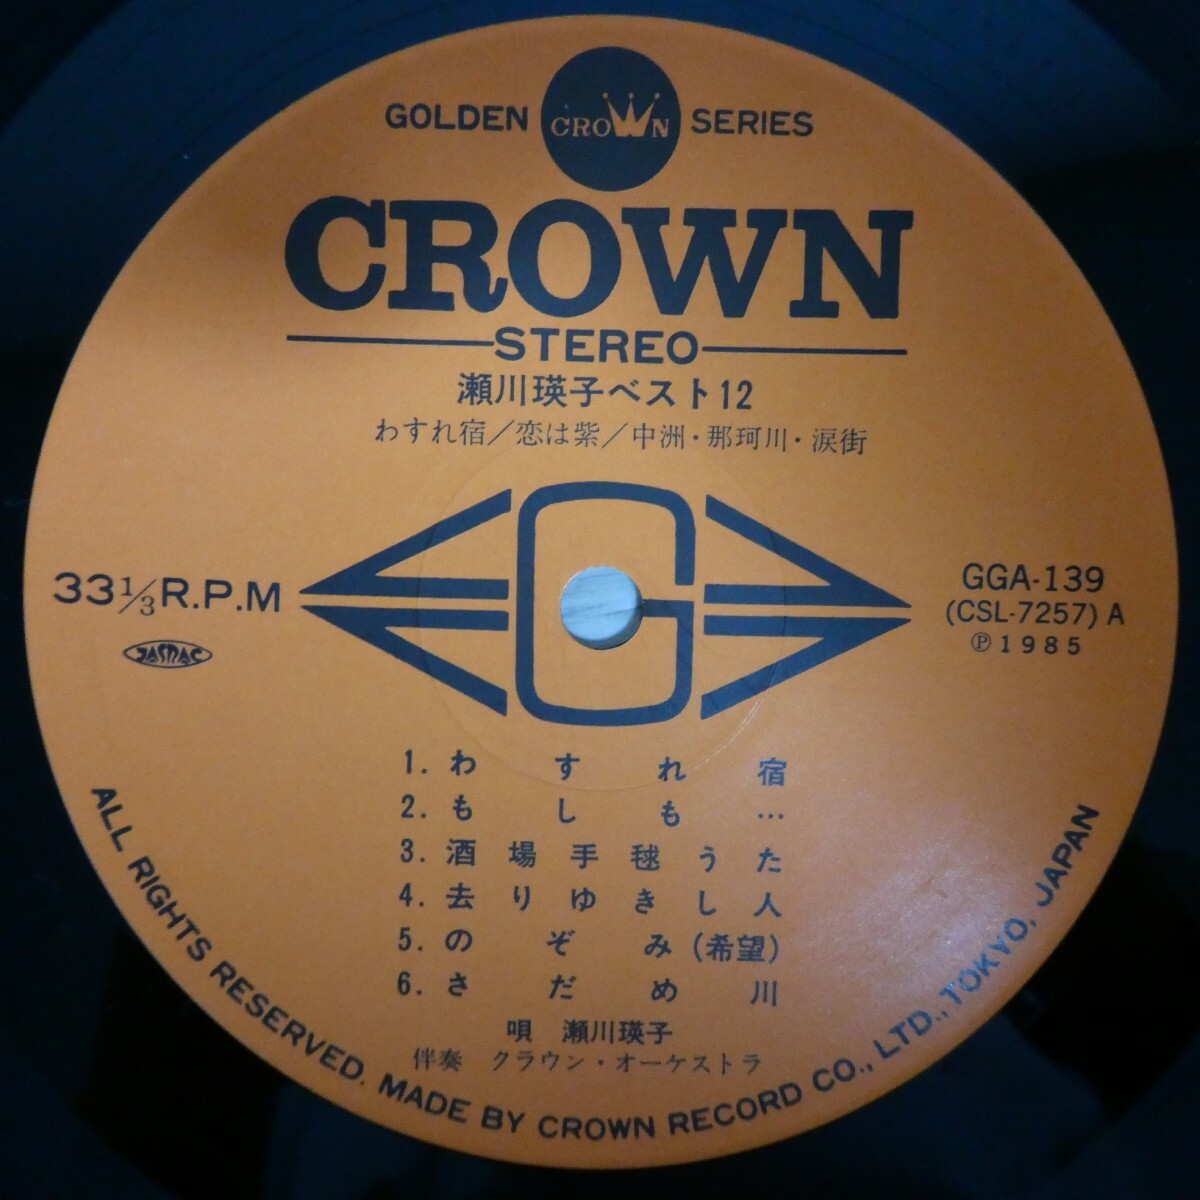 GOLDEN CROWN SERIES
CROWN
STEREO
瀬川瑛子ベスト12
わすれ宿/恋は紫/中洲・那珂川・涙街
33 1/3 R.P.M
JASRAC
G
GGA-139
(CSL-7257) A
Ⓟ1985
1. わすれ宿
2. もしも…
3. 酒場手毬うた
4. 去りゆきし人
5. のぞみ(希望)
6. さだめ川
唄 瀬川瑛子
伴奏 クラウン・オーケストラ
ALL RIGHTS RESERVED. MADE BY CROWN RECORD CO., LTD., TOKYO, JAPAN